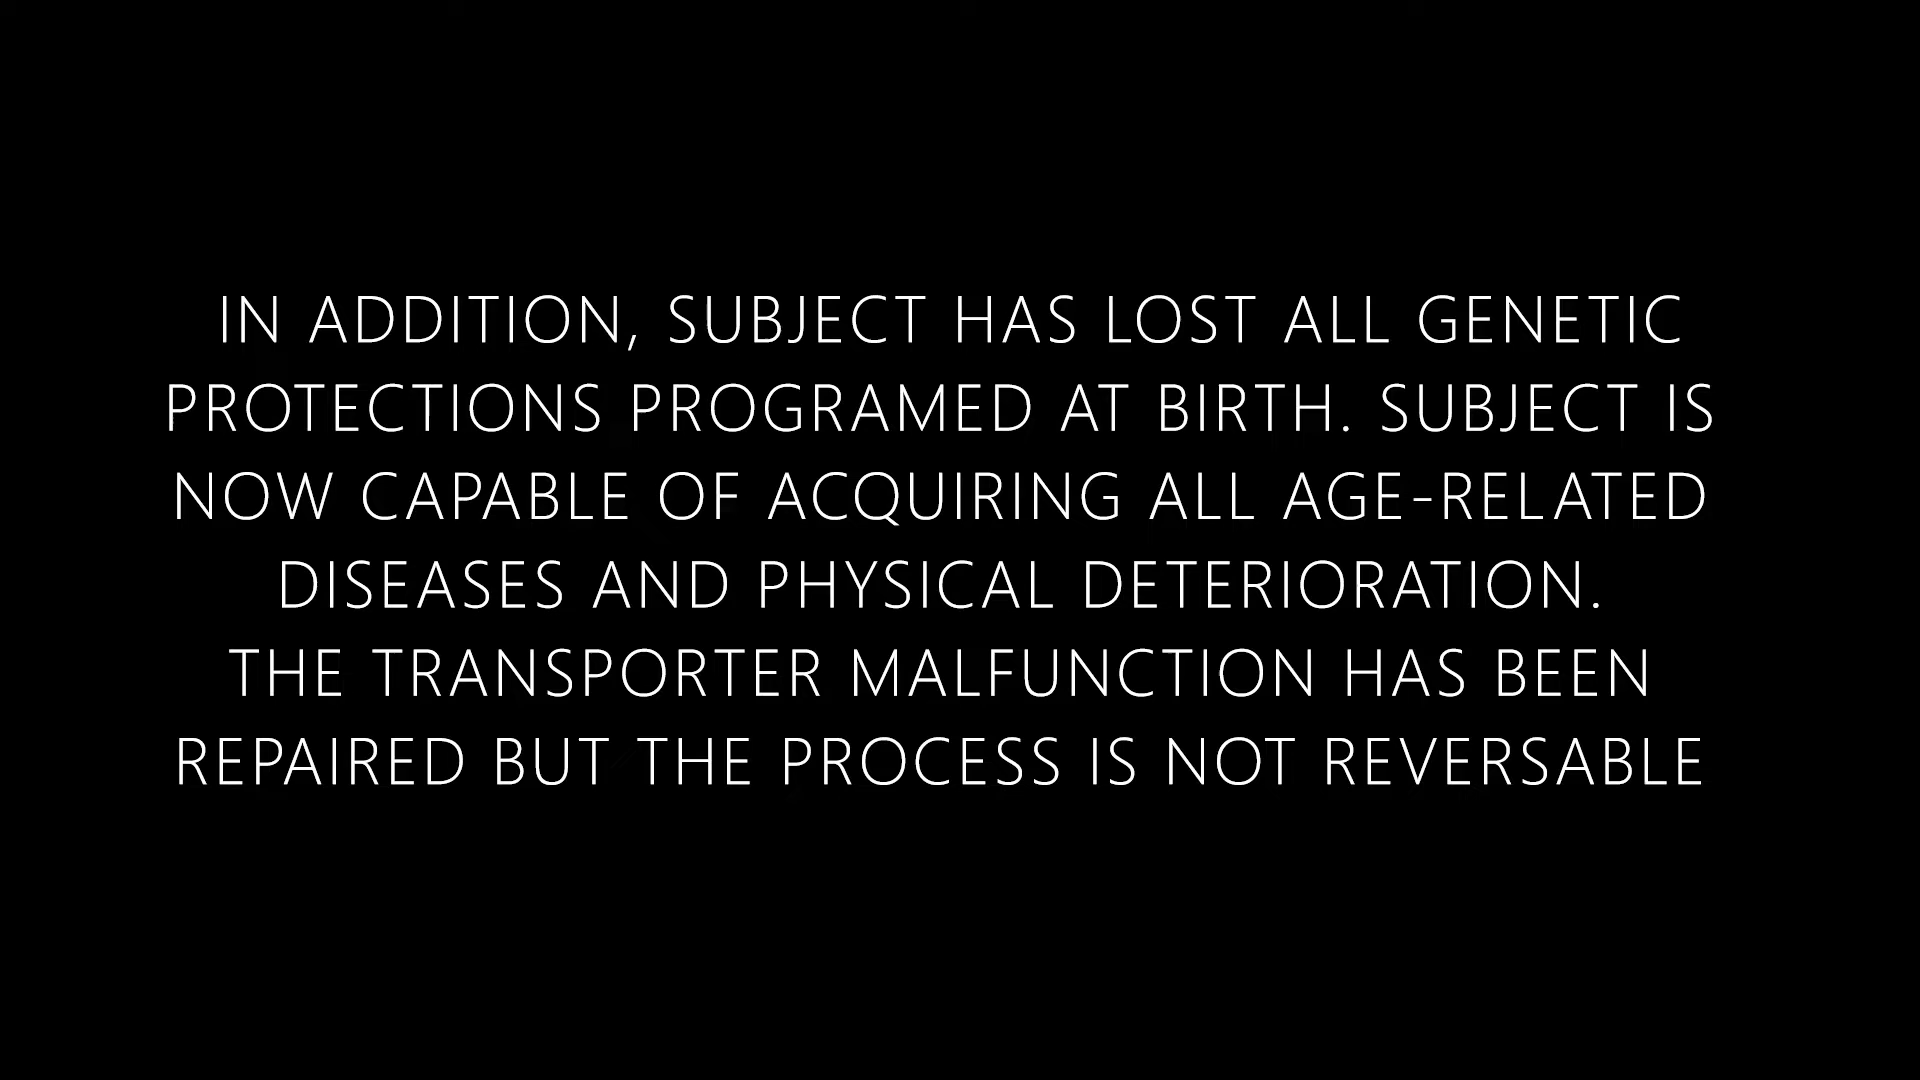 IN ADDITION, SUBJECT HAS LOST ALL GENETIC
PROTECTIONS PROGRAMED AT BIRTH. SUBJECT IS
NOW CAPABLE OF ACQUIRING ALL AGE-RELATED
DISEASES AND PHYSICAL DETERIORATION.
THE TRANSPORTER MALFUNCTION HAS BEEN
REPAIRED BUT THE PROCESS IS NOT REVERSABLE